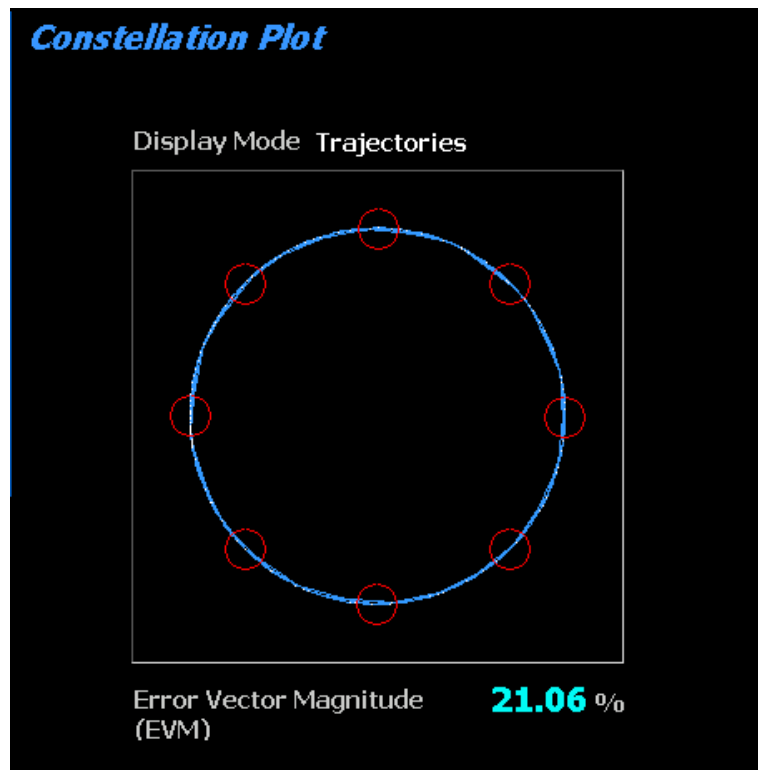 Constellation Plot
Display Mode Trajectories
Error Vector Magnitude 21.06 %
(EVM)